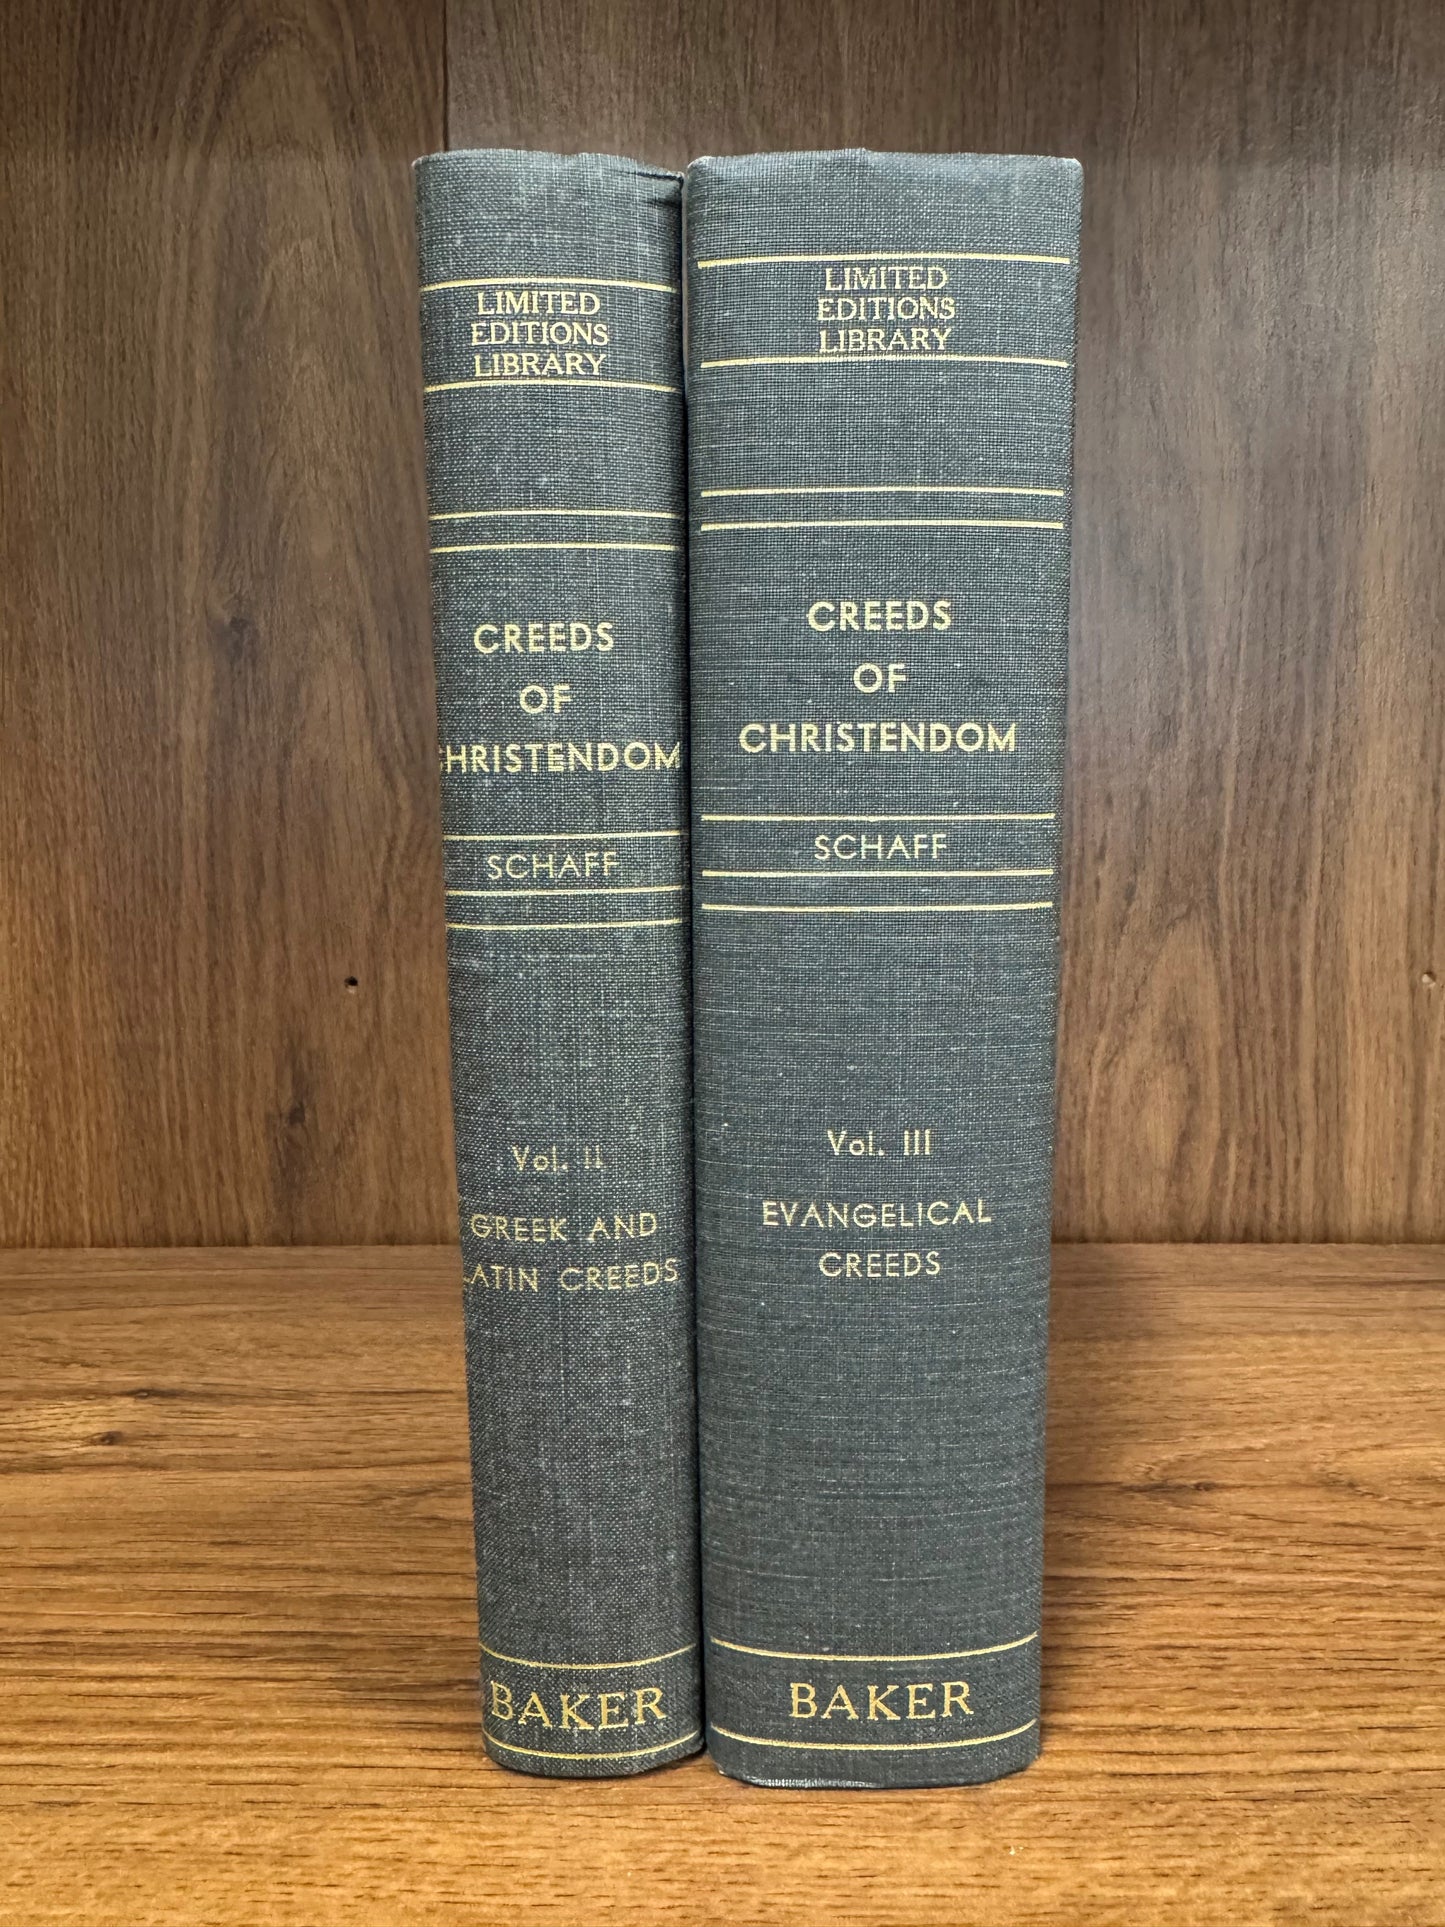 LIMITED
EDITIONS
LIBRARY
CREEDS
OF
CHRISTENDOM
SCHAFF
Vol. II
GREEK AND
LATIN CREEDS
BAKER
LIMITED
EDITIONS
LIBRARY
CREEDS
OF
CHRISTENDOM
SCHAFF
Vol. III
EVANGELICAL
CREEDS
BAKER